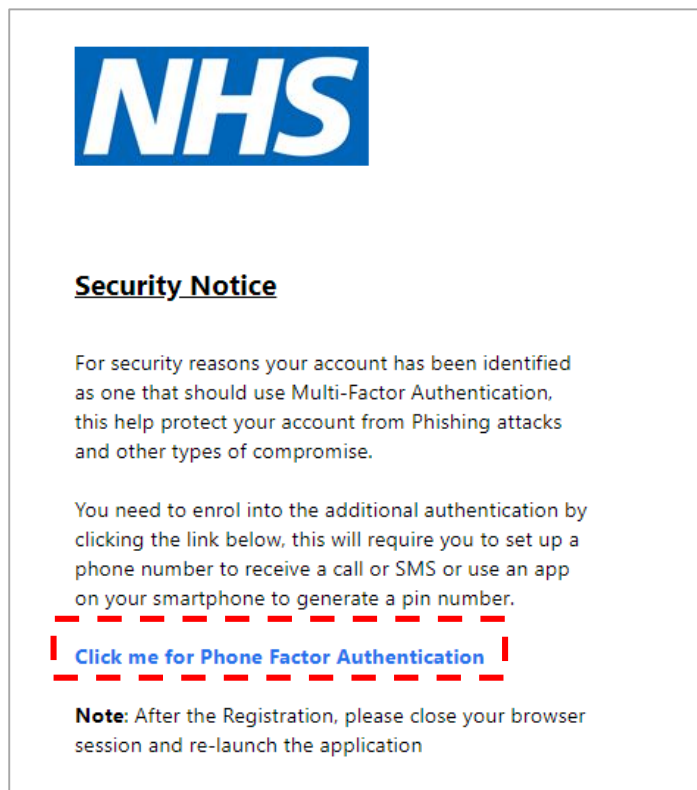 NHS
Security Notice
For security reasons your account has been identified
as one that should use Multi-Factor Authentication,
this help protect your account from Phishing attacks
and other types of compromise.
You need to enrol into the additional authentication by
clicking the link below, this will require you to set up a
phone number to receive a call or SMS or use an app
on your smartphone to generate a pin number.
Click me for Phone Factor Authentication
Note: After the Registration, please close your browser
session and re-launch the application